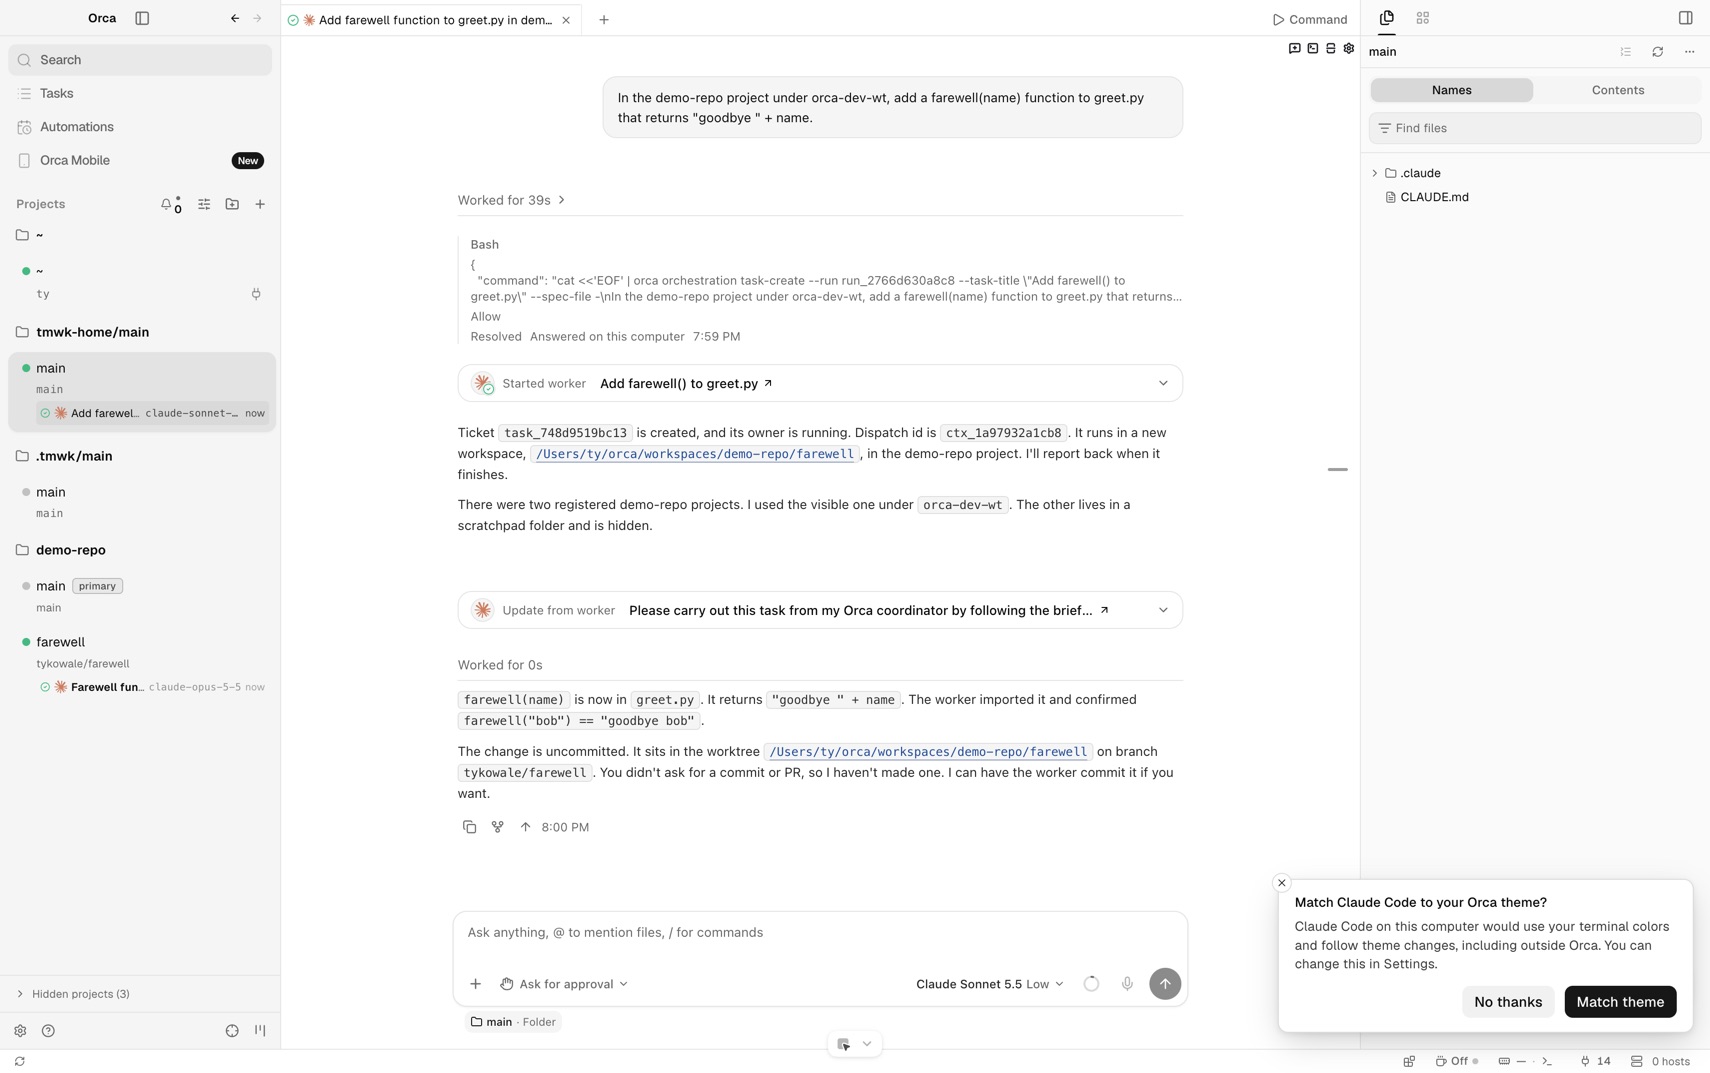 Orca
Search
Tasks
Automations
Orca Mobile
New
Projects
0
~
~
ty
tmwk-home/main
main
main
Add farewel… claude-sonnet-… now
.tmwk/main
main
main
demo-repo
main primary
main
farewell
tykowale/farewell
Farewell fun… claude-opus-5-5 now
Hidden projects (3)
Add farewell function to greet.py in dem…
Command
In the demo-repo project under orca-dev-wt, add a farewell(name) function to greet.py
that returns "goodbye " + name.
Worked for 39s
Bash
{
"command": "cat <<'EOF' | orca orchestration task-create --run run_2766d630a8c8 --task-title \"Add farewell() to
greet.py\" --spec-file -\nIn the demo-repo project under orca-dev-wt, add a farewell(name) function to greet.py that returns…
Allow
Resolved Answered on this computer 7:59 PM
Started worker Add farewell() to greet.py
Ticket task_748d9519bc13 is created, and its owner is running. Dispatch id is ctx_1a97932a1cb8. It runs in a new
workspace, /Users/ty/orca/workspaces/demo-repo/farewell, in the demo-repo project. I'll report back when it
finishes.
There were two registered demo-repo projects. I used the visible one under orca-dev-wt. The other lives in a
scratchpad folder and is hidden.
Update from worker Please carry out this task from my Orca coordinator by following the brief…
Worked for 0s
farewell(name) is now in greet.py. It returns "goodbye " + name. The worker imported it and confirmed
farewell("bob") == "goodbye bob".
The change is uncommitted. It sits in the worktree /Users/ty/orca/workspaces/demo-repo/farewell on branch
tykowale/farewell. You didn't ask for a commit or PR, so I haven't made one. I can have the worker commit it if you
want.
8:00 PM
Ask anything, @ to mention files, / for commands
Ask for approval
Claude Sonnet 5.5 Low
main · Folder
main
Names
Contents
Find files
.claude
CLAUDE.md
Match Claude Code to your Orca theme?
Claude Code on this computer would use your terminal colors
and follow theme changes, including outside Orca. You can
change this in Settings.
No thanks
Match theme
Off
— ·
14
0 hosts